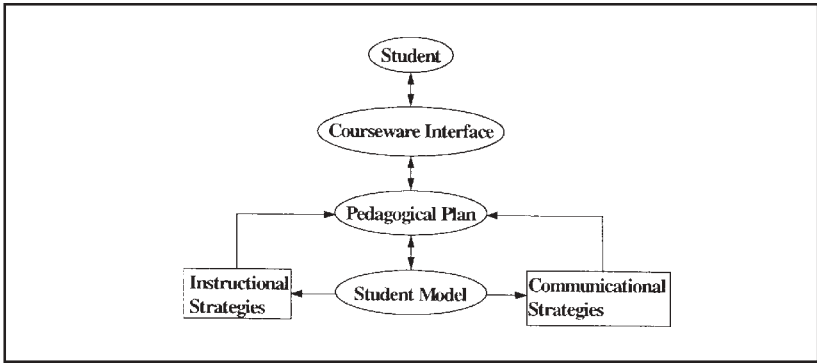 Student
Courseware Interface
Pedagogical Plan
Instructional
Strategies
Student Model
Communicational
Strategies